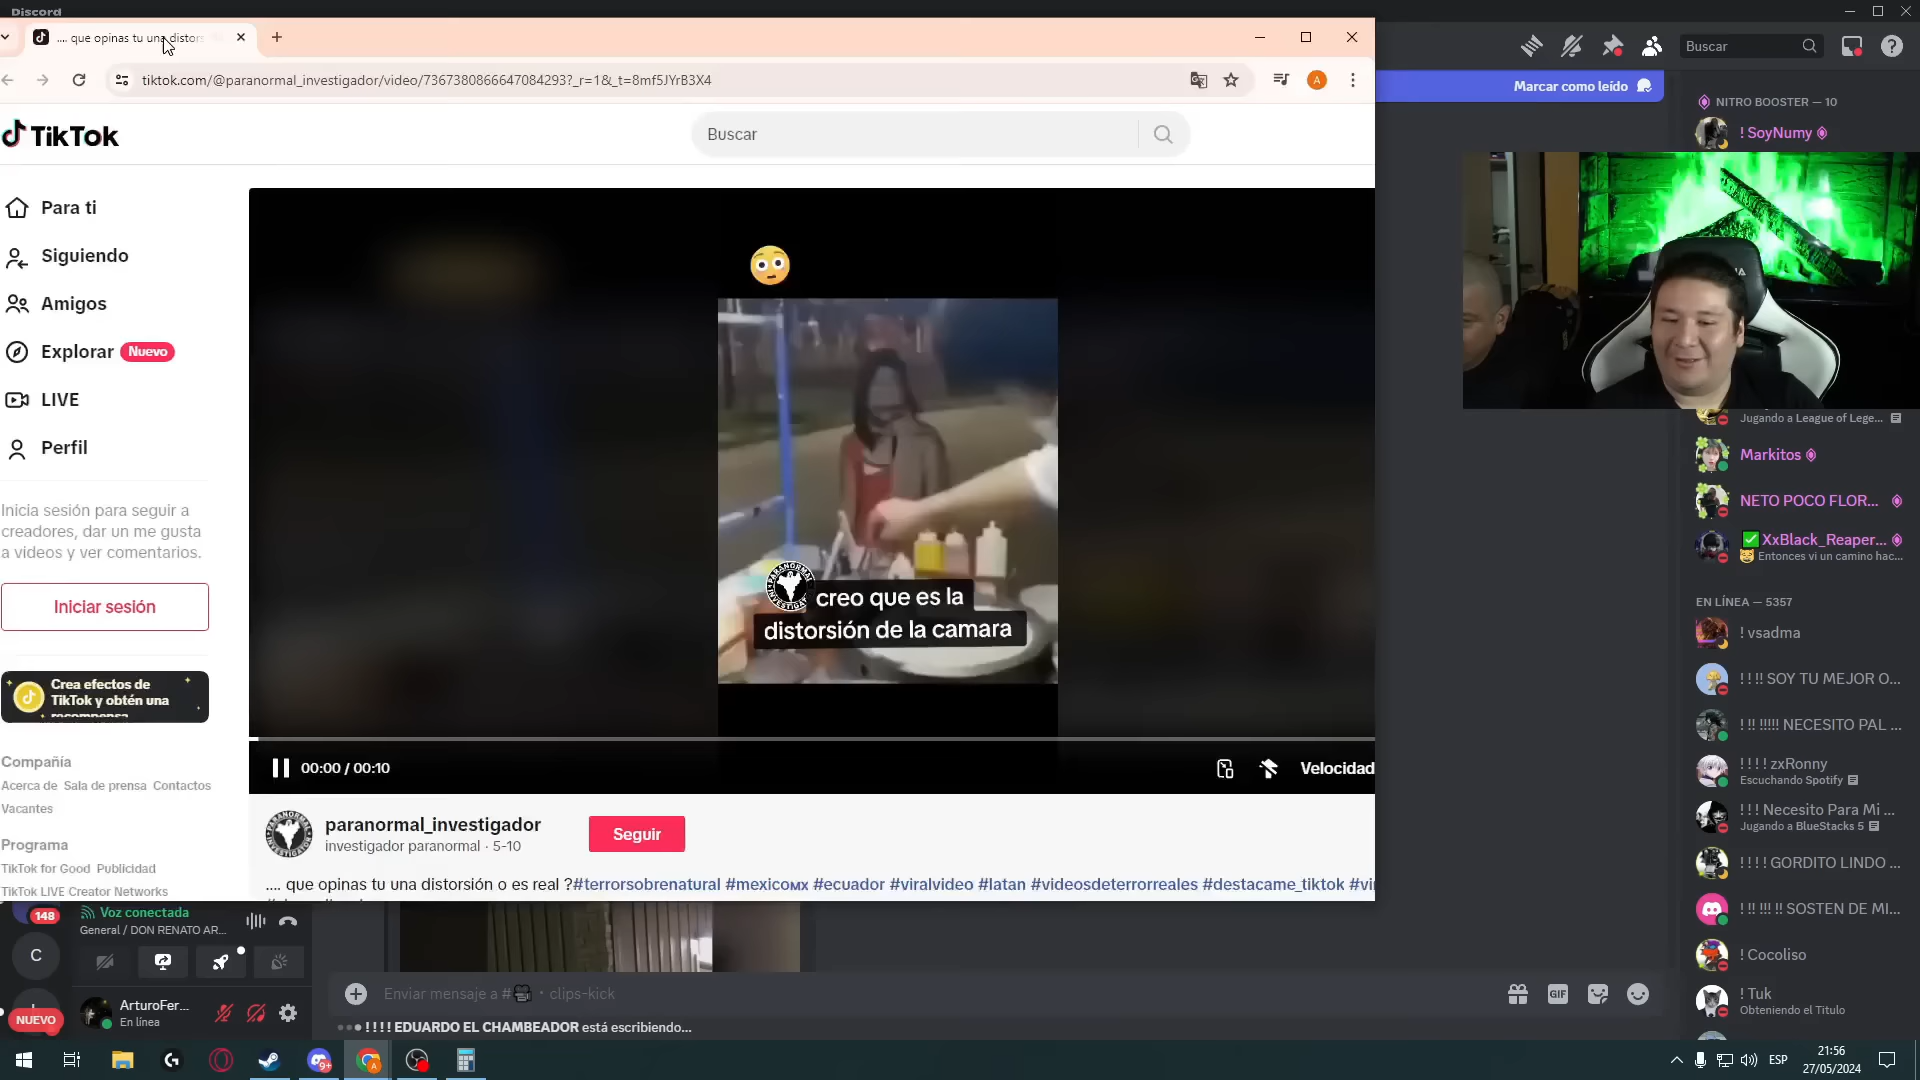 Discord
.... que opinas tu una distors
tiktok.com/@paranormal_investigador/video/7367380866647084293?_r=1&_t=8mf5JYrB3X4
A
TikTok
Buscar
Para ti
Siguiendo
Amigos
Explorar Nuevo
LIVE
Perfil
Inicia sesión para seguir a
creadores, dar un me gusta
a videos y ver comentarios.
Iniciar sesión
Crea efectos de
TikTok y obtén una
recompensa
Compañía
Acerca de Sala de prensa Contactos
Vacantes
Programa
TikTok for Good Publicidad
TikTok LIVE Creator Networks
creo que es la
distorsión de la camara
00:00 / 00:10
Velocidad
paranormal_investigador
investigador paranormal · 5-10
Seguir
.... que opinas tu una distorsión o es real ?#terrorsobrenatural #mexicoмx #ecuador #viralvideo #latan #videosdeterrorreales #destacame_tiktok #vi
Buscar
Marcar como leído
NITRO BOOSTER — 10
! SoyNumy
Jugando a League of Lege...
Markitos
NETO POCO FLOR...
XxBlack_Reaper...
Entonces vi un camino hac...
EN LÍNEA — 5357
! vsadma
! ! !! SOY TU MEJOR O...
! !! !!!!! NECESITO PAL ...
! ! ! ! zxRonny
Escuchando Spotify
! ! ! Necesito Para Mi ...
Jugando a BlueStacks 5
! ! ! ! GORDITO LINDO ...
! !! !!! !! SOSTEN DE MI...
! Cocoliso
! Tuk
Obteniendo el Titulo
148
Voz conectada
General / DON RENATO AR...
C
ArturoFer...
En línea
NUEVO
Enviar mensaje a # · clips-kick
GIF
! ! ! ! EDUARDO EL CHAMBEADOR está escribiendo...
9+
A
ESP
21:56
27/05/2024